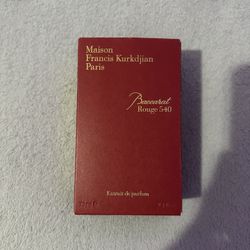 Maison
Francis Kurkdjian
Paris
Baccarat
Rouge 540
Extrait de parfum